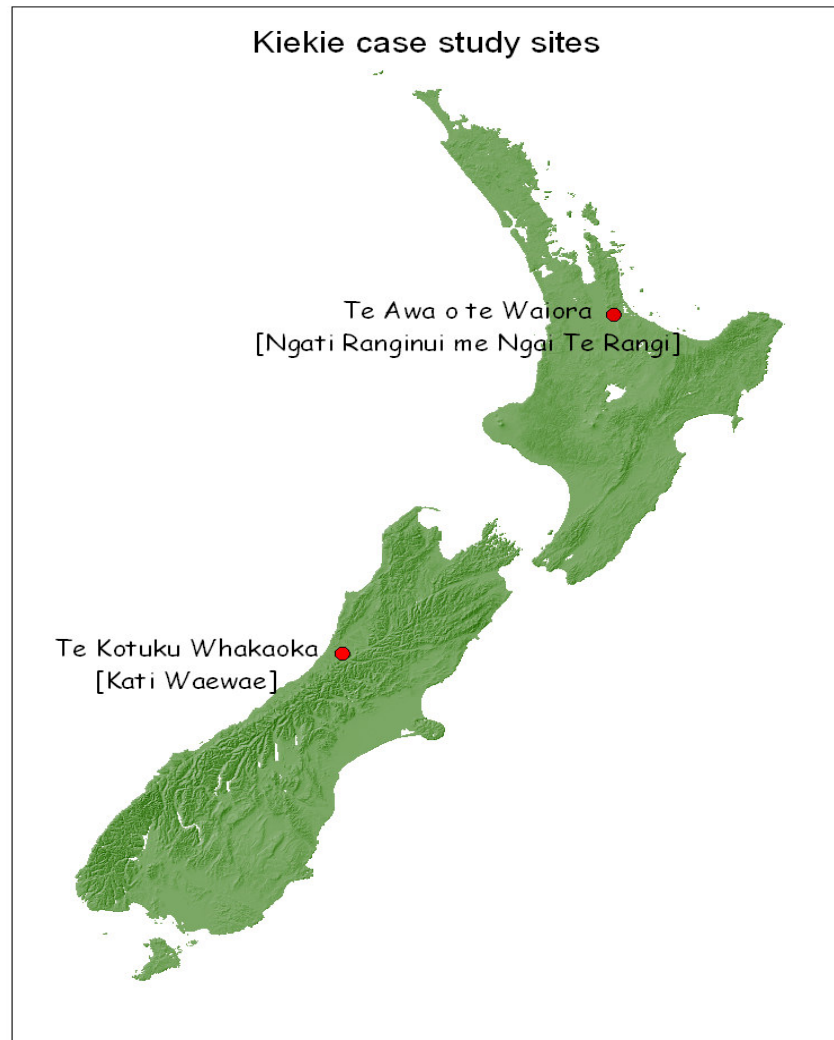 Kiekie case study sites
Te Awa o te Waiora
[Ngati Ranginui me Ngai Te Rangi]
Te Kotuku Whakaoka
[Kati Waewae]